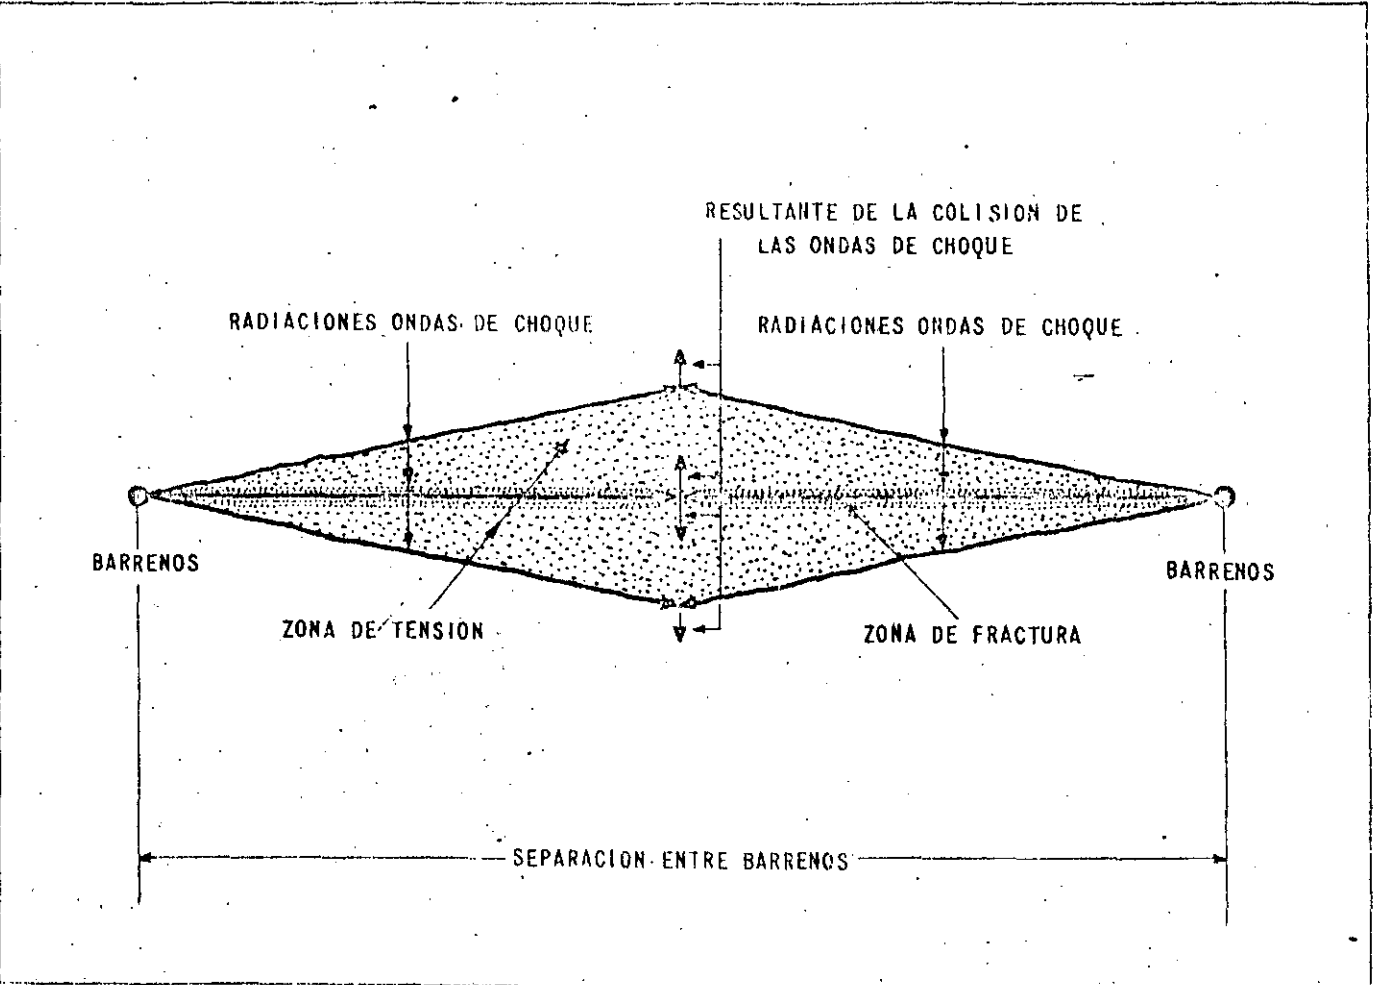 RESULTANTE DE LA COLISION DE
LAS ONDAS DE CHOQUE
RADIACIONES ONDAS DE CHOQUE
RADIACIONES ONDAS DE CHOQUE
BARRENOS
BARRENOS
ZONA DE TENSION
ZONA DE FRACTURA
SEPARACION ENTRE BARRENOS